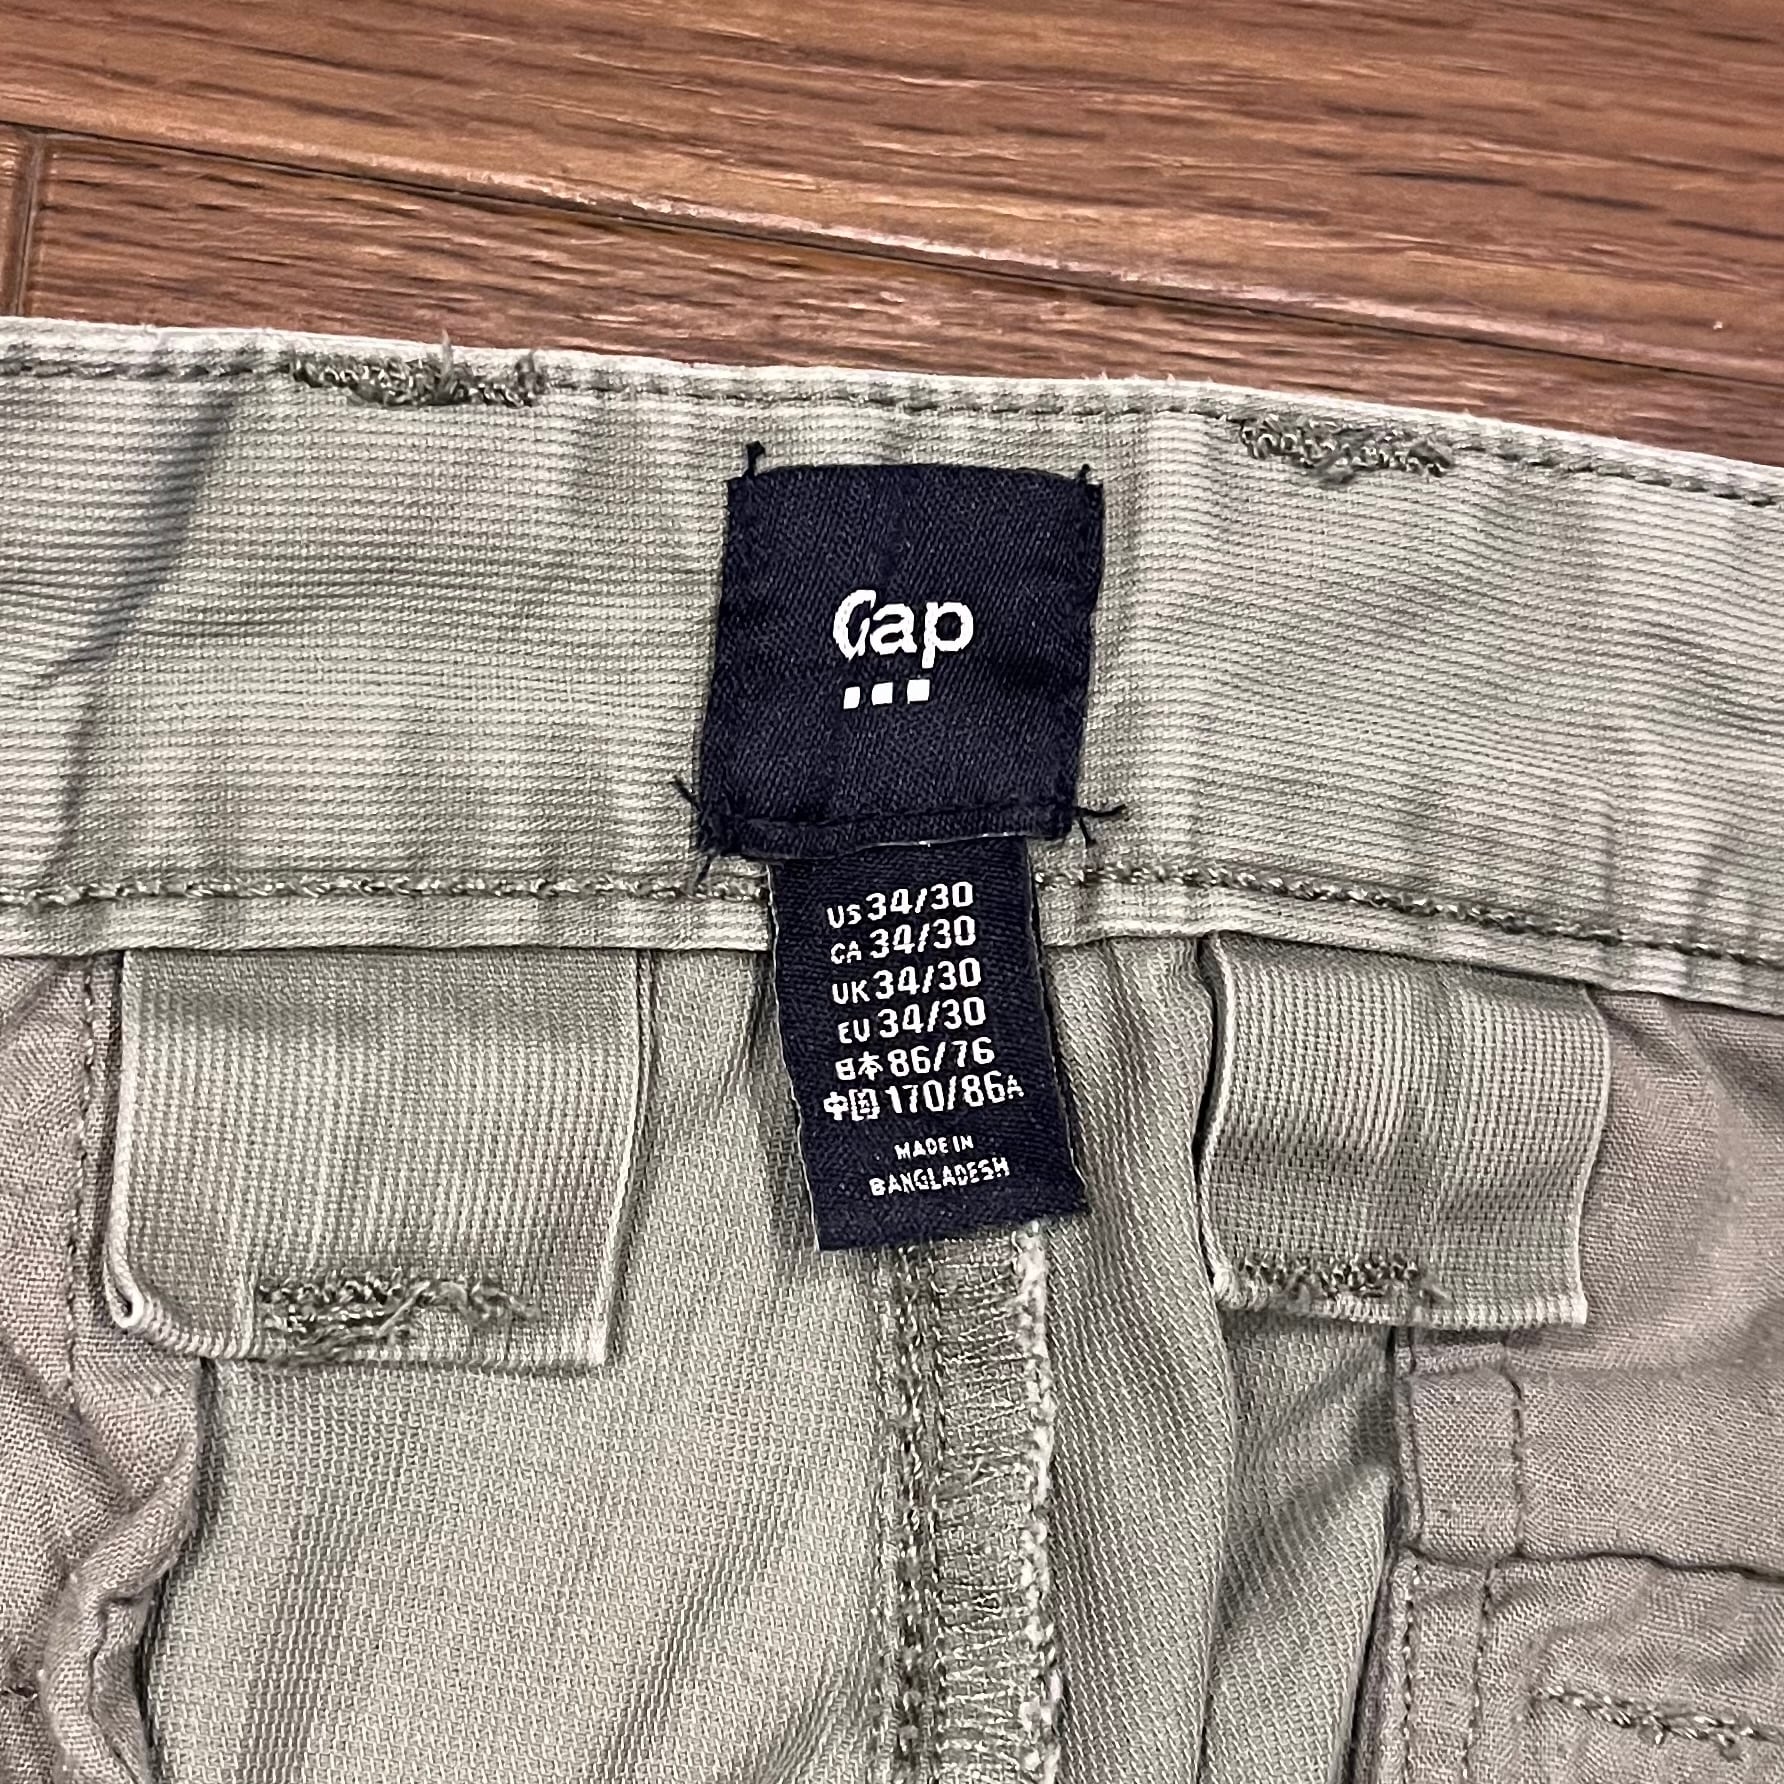 Gap
US 34/30
CA 34/30
UK 34/30
EU 34/30
日本 86/76
中国 170/86A
MADE IN
BANGLADESH